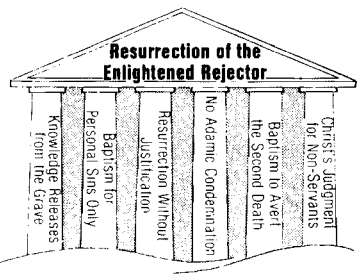 Resurrection of the
Enlightened Rejector
Knowledge Releases
from the Grave
Baptism for
Personal Sins Only
Resurrection Without
Justification
No Adamic Condemnation
Baptism to Avert
the Second Death
Christ's Judgment
for Non-Servants